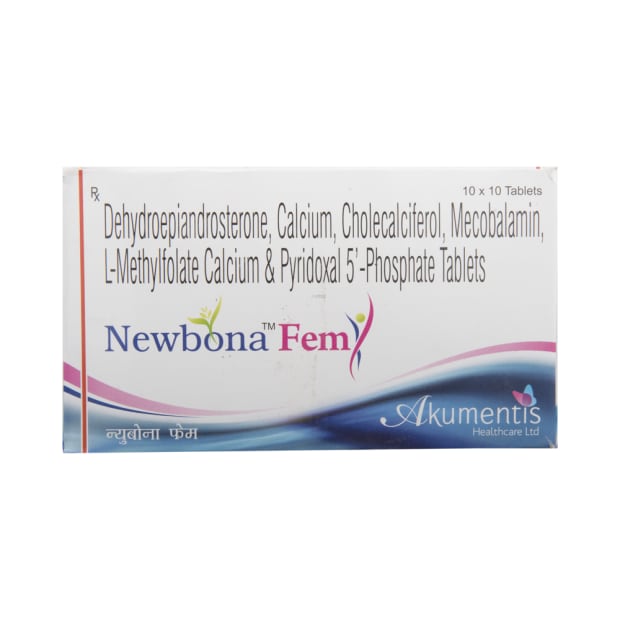 Rx
10 x 10 Tablets
Dehydroepiandrosterone, Calcium, Cholecalciferol, Mecobalamin,
L-Methylfolate Calcium & Pyridoxal 5'-Phosphate Tablets
Newbona™ Fem
Akumentis
Healthcare Ltd
न्युबोना फेम